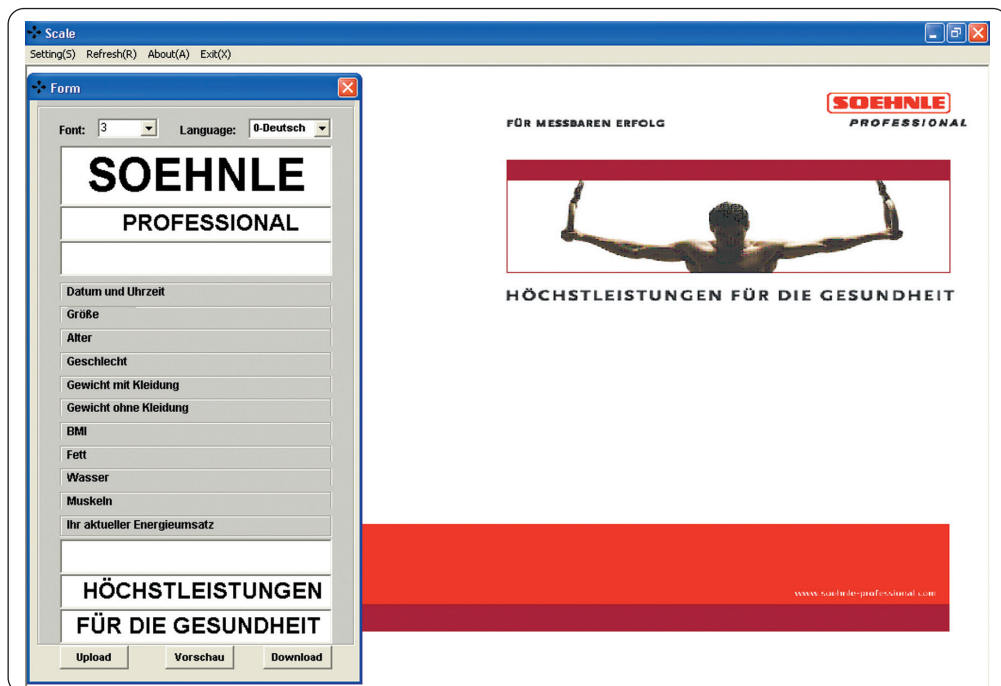 Scale
Setting(S) Refresh(R) About(A) Exit(X)
Form
Font: 3 Language: 0-Deutsch
SOEHNLE
PROFESSIONAL
Datum und Uhrzeit
Größe
Alter
Geschlecht
Gewicht mit Kleidung
Gewicht ohne Kleidung
BMI
Fett
Wasser
Muskeln
Ihr aktueller Energieumsatz
HÖCHSTLEISTUNGEN
FÜR DIE GESUNDHEIT
Upload Vorschau Download
SOEHNLE
PROFESSIONAL
FÜR MESSBAREN ERFOLG
HÖCHSTLEISTUNGEN FÜR DIE GESUNDHEIT
www.soehnle-professional.com